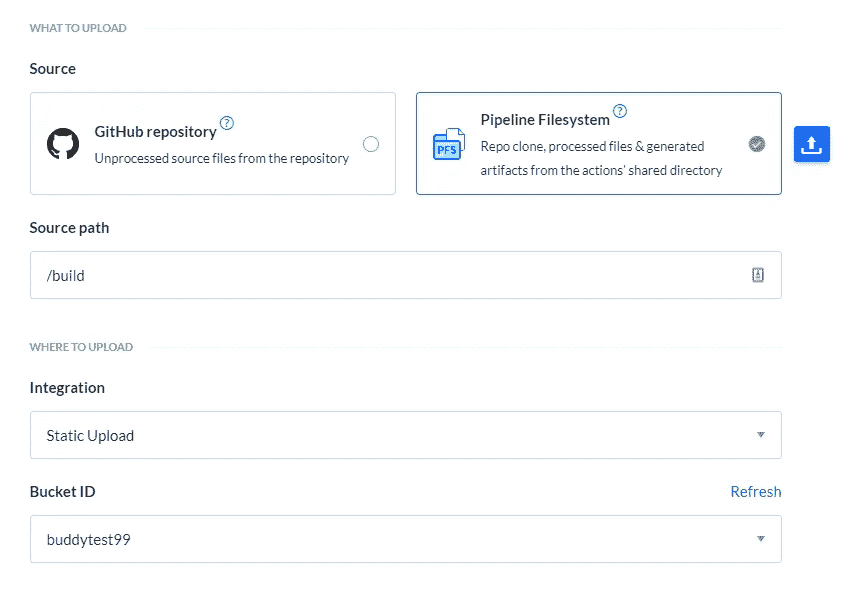 WHAT TO UPLOAD
Source
GitHub repository ?
Unprocessed source files from the repository
Pipeline Filesystem ?
PFS
Repo clone, processed files & generated
artifacts from the actions' shared directory
Source path
/build
WHERE TO UPLOAD
Integration
Static Upload
Bucket ID
Refresh
buddytest99